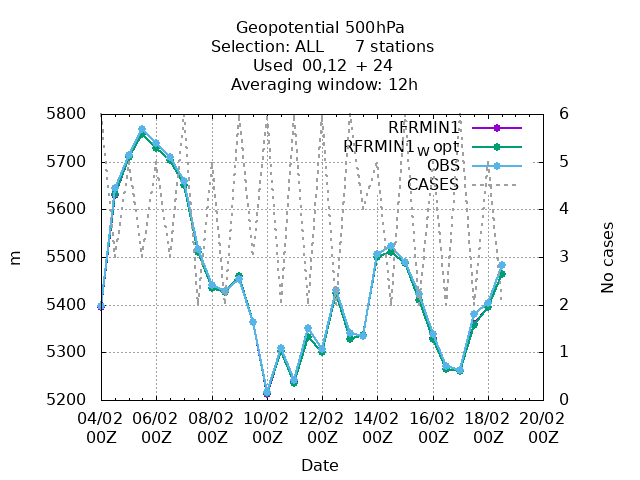 Geopotential 500hPa
Selection: ALL 7 stations
Used 00,12 + 24
Averaging window: 12h
RFRMIN1
RFRMIN1w opt
OBS
CASES
5800
5700
5600
5500
5400
5300
5200
m
6
5
4
3
2
1
0
No cases
04/02 06/02 08/02 10/02 12/02 14/02 16/02 18/02 20/02
00Z 00Z 00Z 00Z 00Z 00Z 00Z 00Z 00Z
Date